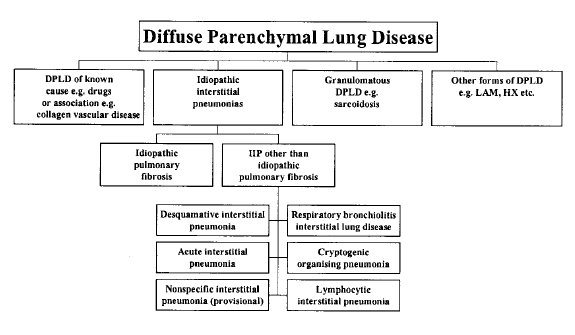 Diffuse Parenchymal Lung Disease
DPLD of known
cause e.g. drugs
or association e.g.
collagen vascular disease
Idiopathic
interstitial
pneumonias
Granulomatous
DPLD e.g.
sarcoidosis
Other forms of DPLD
e.g. LAM, HX etc.
Idiopathic
pulmonary
fibrosis
IIP other than
idiopathic
pulmonary fibrosis
Desquamative interstitial
pneumonia
Respiratory bronchiolitis
interstitial lung disease
Acute interstitial
pneumonia
Cryptogenic
organising pneumonia
Nonspecific interstitial
pneumonia (provisional)
Lymphocytic
interstitial pneumonia